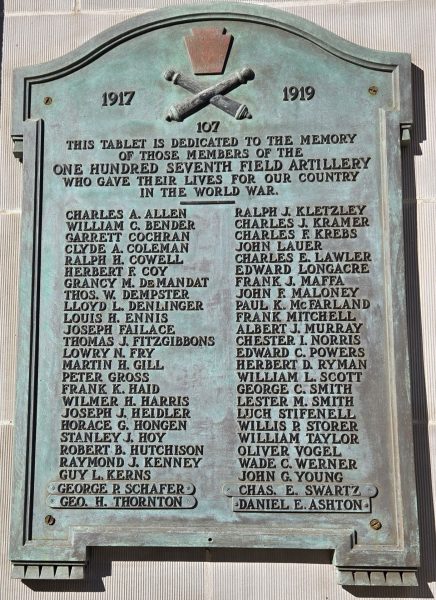 1917 1919
107
THIS TABLET IS DEDICATED TO THE MEMORY
OF THOSE MEMBERS OF THE
ONE HUNDRED SEVENTH FIELD ARTILLERY
WHO GAVE THEIR LIVES FOR OUR COUNTRY
IN THE WORLD WAR.
CHARLES A. ALLEN
WILLIAM C. BENDER
GARRETT COCHRAN
CLYDE A. COLEMAN
RALPH H. COWELL
HERBERT F. COY
GRANCY M. DEMANDAT
THOS. W. DEMPSTER
LLOYD L. DENLINGER
LOUIS H. ENNIS
JOSEPH FAILACE
THOMAS J. FITZGIBBONS
LOWRY N. FRY
MARTIN H. GILL
PETER GROSS
FRANK K. HAID
WILMER H. HARRIS
JOSEPH J. HEIDLER
HORACE G. HONGEN
STANLEY J. HOY
ROBERT B. HUTCHISON
RAYMOND J. KENNEY
GUY L. KERNS
GEORGE P. SCHAFER
GEO. H. THORNTON
RALPH J. KLETZLEY
CHARLES J. KRAMER
CHARLES F. KREBS
JOHN LAUER
CHARLES E. LAWLER
EDWARD LONGACRE
FRANK J. MAFFA
JOHN F. MALONEY
PAUL K. MCFARLAND
FRANK MITCHELL
ALBERT J. MURRAY
CHESTER I. NORRIS
EDWARD C. POWERS
HERBERT D. RYMAN
WILLIAM L. SCOTT
GEORGE C. SMITH
LESTER M. SMITH
LUCH STIFENELL
WILLIS P. STORER
WILLIAM TAYLOR
OLIVER VOGEL
WADE C. WERNER
JOHN G. YOUNG
CHAS. E. SWARTZ
DANIEL E. ASHTON